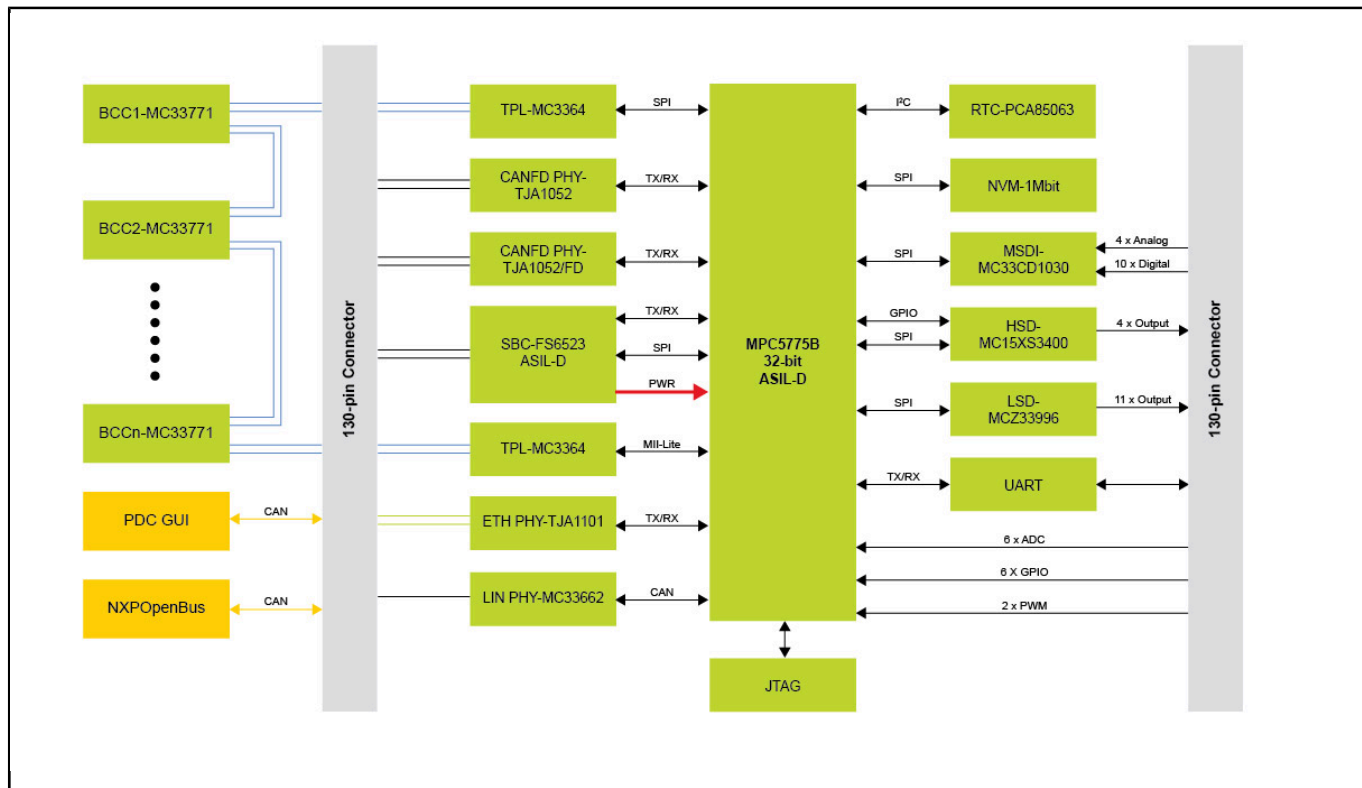 BCC1-MC33771
BCC2-MC33771
BCCn-MC33771
PDC GUI
CAN
NXPOpenBus
CAN
130-pin Connector
TPL-MC3364
SPI
CANFD PHY-
TJA1052
TX/RX
CANFD PHY-
TJA1052/FD
TX/RX
SBC-FS6523
ASIL-D
TX/RX
SPI
PWR
TPL-MC3364
MII-Lite
ETH PHY-TJA1101
TX/RX
LIN PHY-MC33662
CAN
MPC5775B
32-bit
ASIL-D
JTAG
I²C
RTC-PCA85063
SPI
NVM-1Mbit
SPI
MSDI-
MC33CD1030
4 x Analog
10 x Digital
GPIO
SPI
HSD-
MC15XS3400
4 x Output
SPI
LSD-
MCZ33996
11 x Output
TX/RX
UART
6 x ADC
6 X GPIO
2 x PWM
130-pin Connector